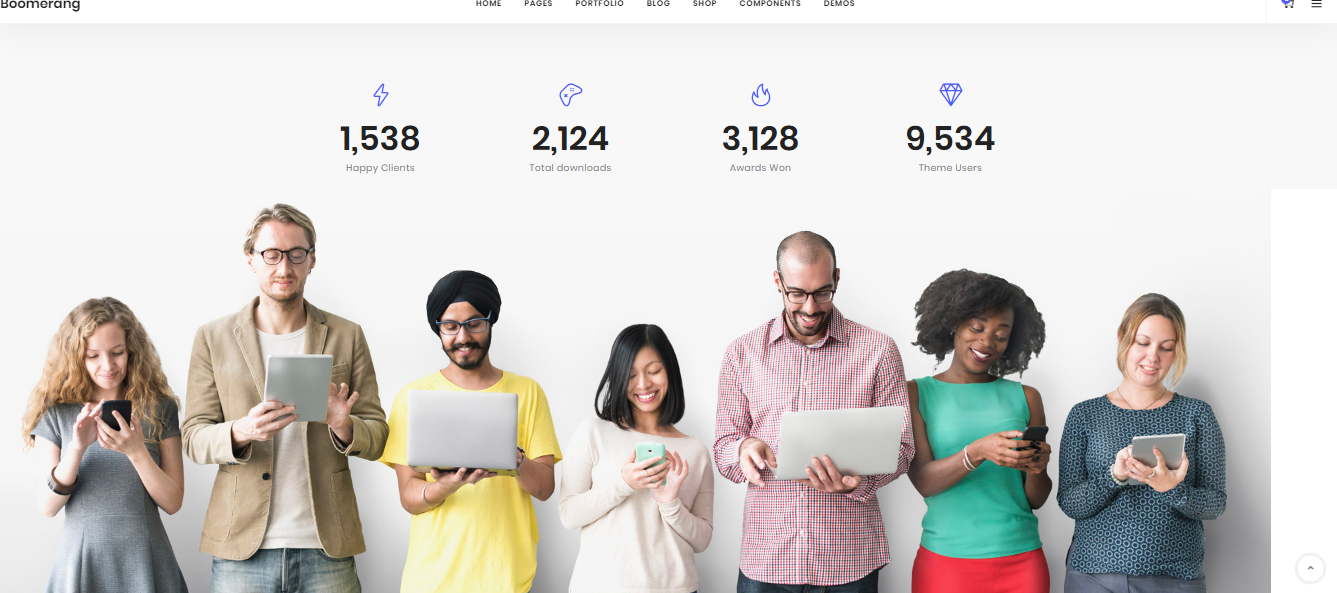 Boomerang
HOME PAGES PORTFOLIO BLOG SHOP COMPONENTS DEMOS
1,538 2,124 3,128 9,534
Happy Clients Total downloads Awards Won Theme Users